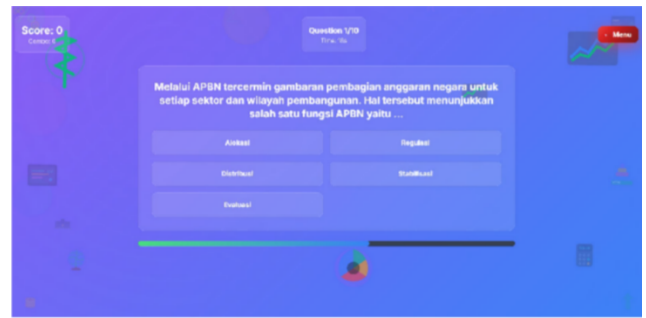 Score: 0
Question 1/10
Menu
Melalui APBN tercermin gambaran pembagian anggaran negara untuk
setiap sektor dan wilayah pembangunan. Hal tersebut menunjukkan
salah satu fungsi APBN yaitu ...
Alokasi
Regulasi
Distribusi
Stabilisasi
Evaluasi